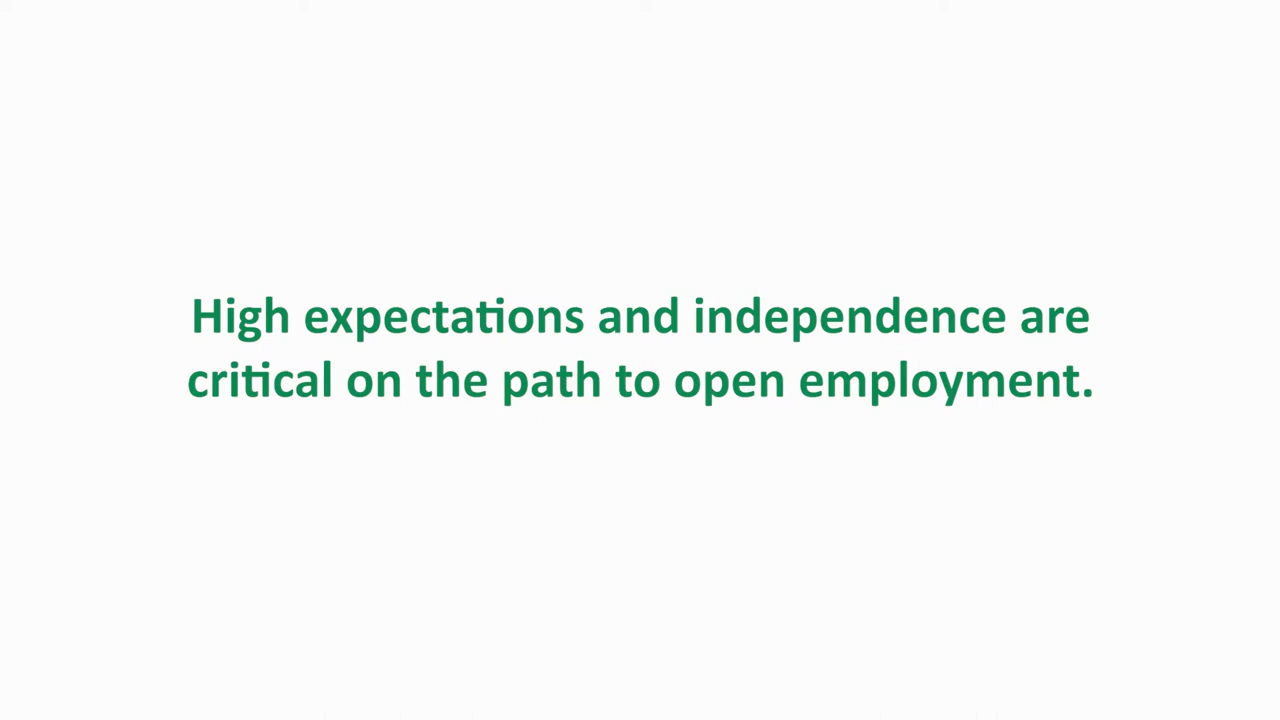 High expectations and independence are
critical on the path to open employment.